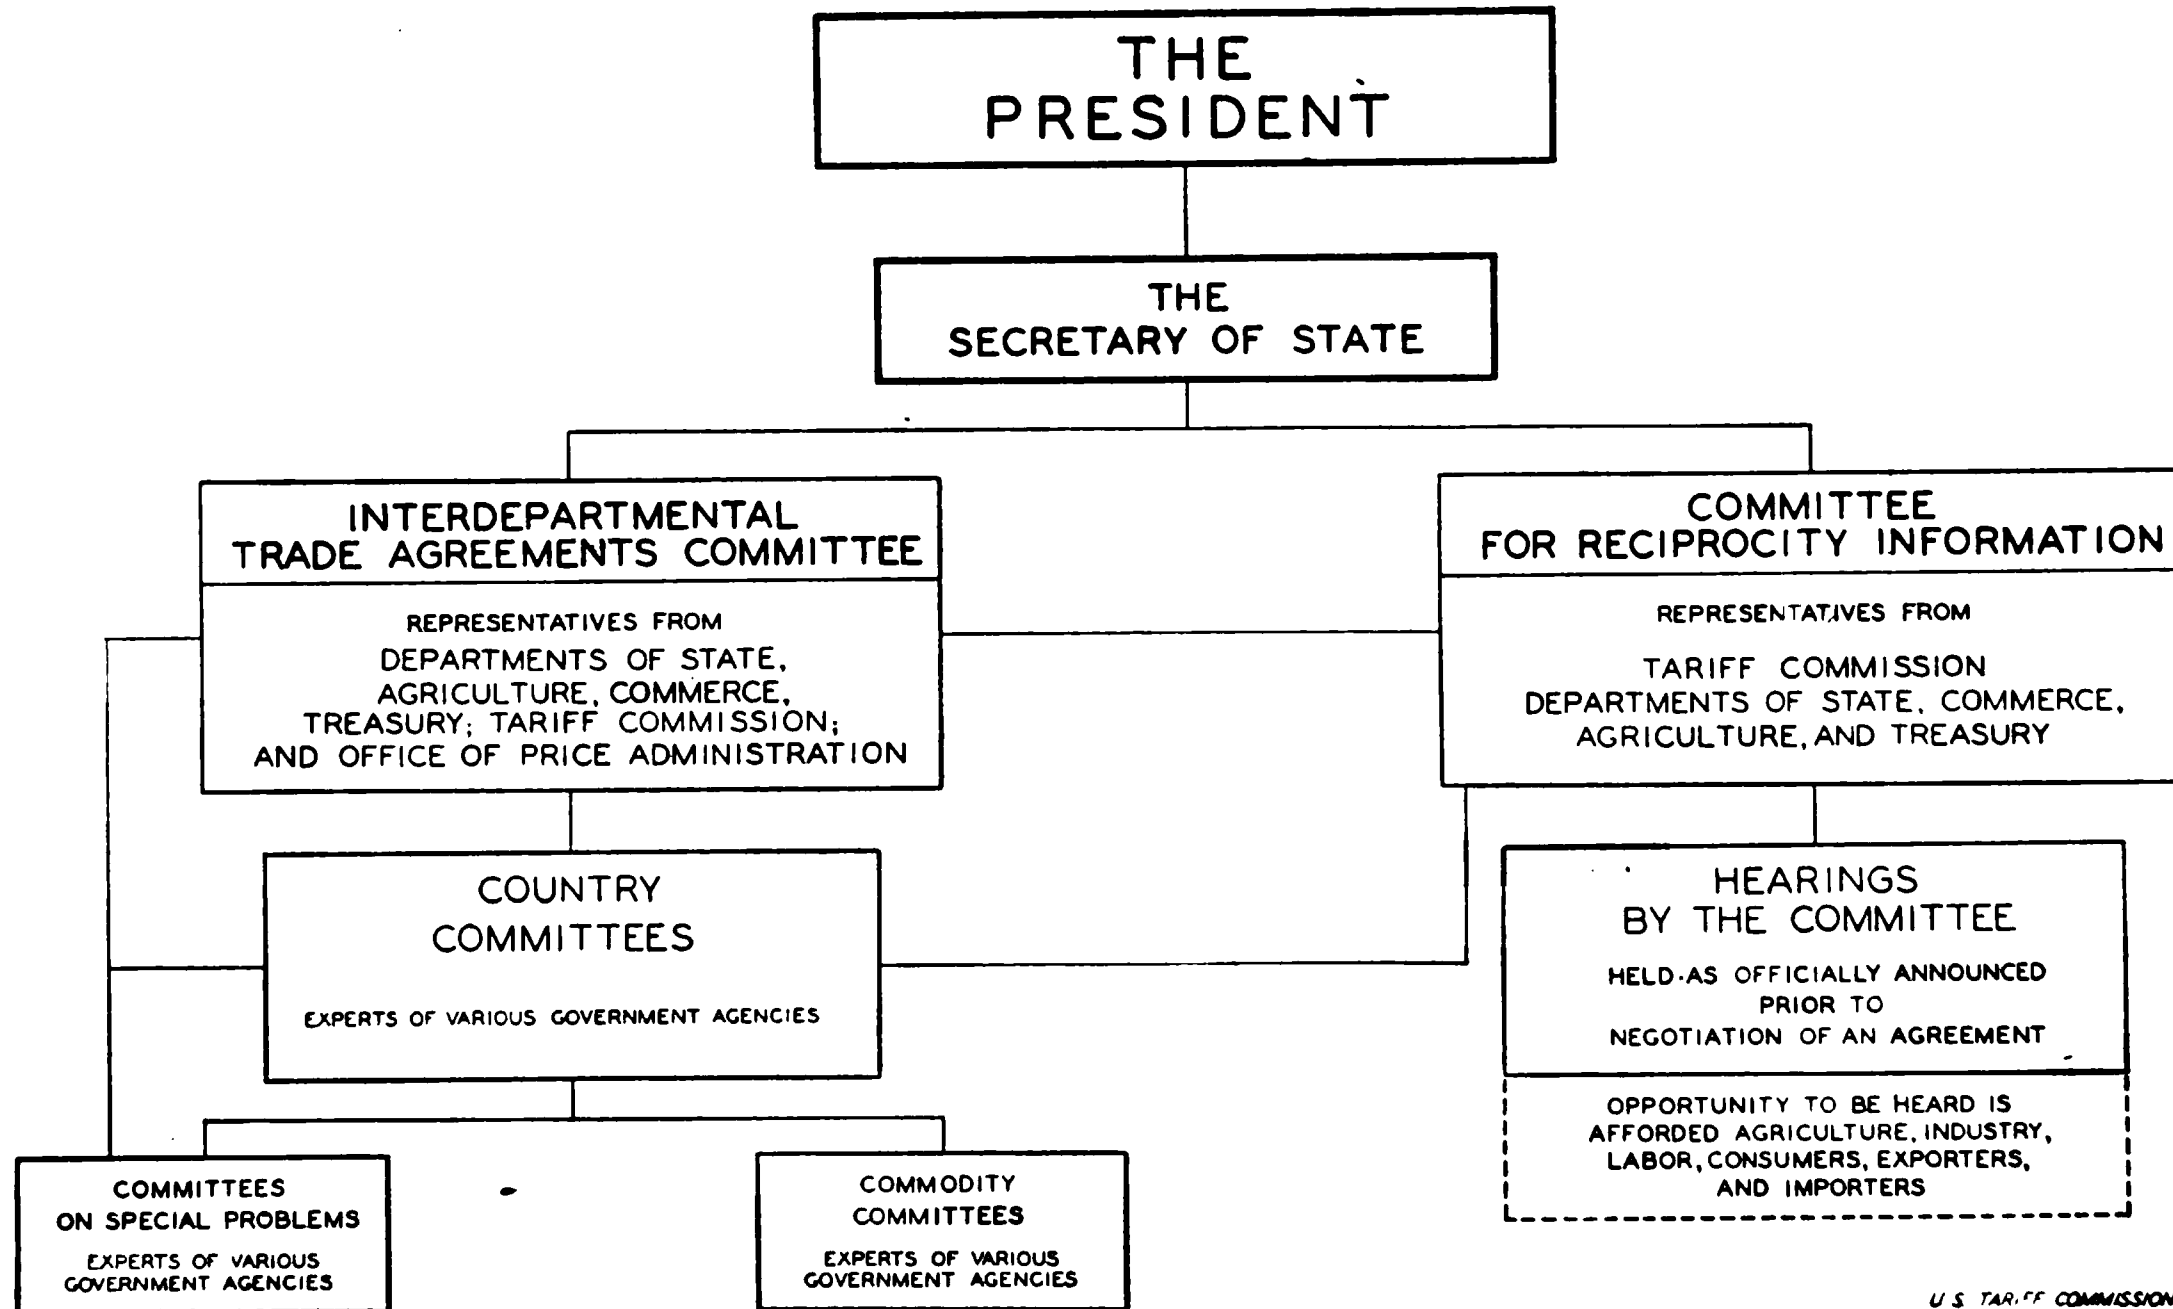 THE
PRESIDENT
THE
SECRETARY OF STATE
INTERDEPARTMENTAL
TRADE AGREEMENTS COMMITTEE
REPRESENTATIVES FROM
DEPARTMENTS OF STATE,
AGRICULTURE, COMMERCE,
TREASURY; TARIFF COMMISSION;
AND OFFICE OF PRICE ADMINISTRATION
COMMITTEE
FOR RECIPROCITY INFORMATION
REPRESENTATIVES FROM
TARIFF COMMISSION
DEPARTMENTS OF STATE, COMMERCE,
AGRICULTURE, AND TREASURY
COUNTRY
COMMITTEES
EXPERTS OF VARIOUS GOVERNMENT AGENCIES
HEARINGS
BY THE COMMITTEE
HELD AS OFFICIALLY ANNOUNCED
PRIOR TO
NEGOTIATION OF AN AGREEMENT
OPPORTUNITY TO BE HEARD IS
AFFORDED AGRICULTURE, INDUSTRY,
LABOR, CONSUMERS, EXPORTERS,
AND IMPORTERS
COMMITTEES
ON SPECIAL PROBLEMS
EXPERTS OF VARIOUS
GOVERNMENT AGENCIES
COMMODITY
COMMITTEES
EXPERTS OF VARIOUS
GOVERNMENT AGENCIES
U S TARIFF COMMISSION